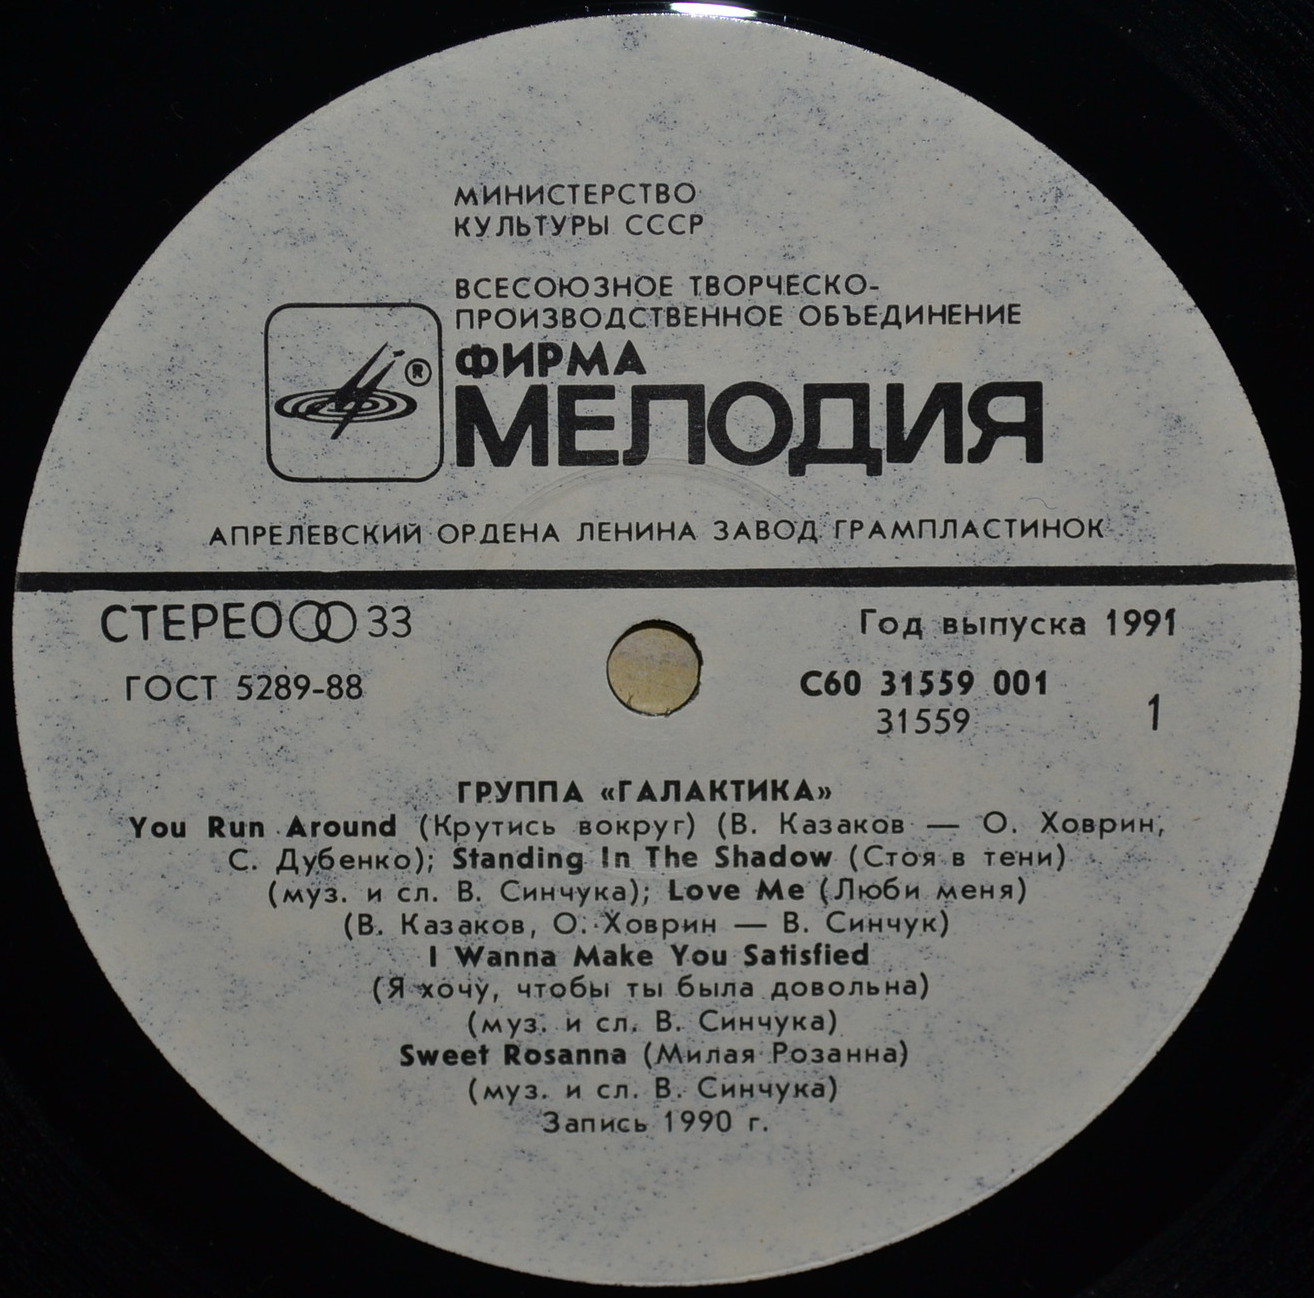 МИНИСТЕРСТВО
КУЛЬТУРЫ СССР
ВСЕСОЮЗНОЕ ТВОРЧЕСКО-
ПРОИЗВОДСТВЕННОЕ ОБЪЕДИНЕНИЕ
ФИРМА
®
МЕЛОДИЯ
АПРЕЛЕВСКИЙ ОРДЕНА ЛЕНИНА ЗАВОД ГРАМПЛАСТИНОК
СТЕРЕО 33
Год выпуска 1991
ГОСТ 5289-88
С60 31559 001
31559
1
ГРУППА «ГАЛАКТИКА»
You Run Around (Крутись вокруг) (В. Казаков — О. Ховрин,
С. Дубенко); Standing In The Shadow (Стоя в тени)
(муз. и сл. В. Синчука); Love Me (Люби меня)
(В. Казаков, О. Ховрин — В. Синчук)
I Wanna Make You Satisfied
(Я хочу, чтобы ты была довольна)
(муз. и сл. В. Синчука)
Sweet Rosanna (Милая Розанна)
(муз. и сл. В. Синчука)
Запись 1990 г.